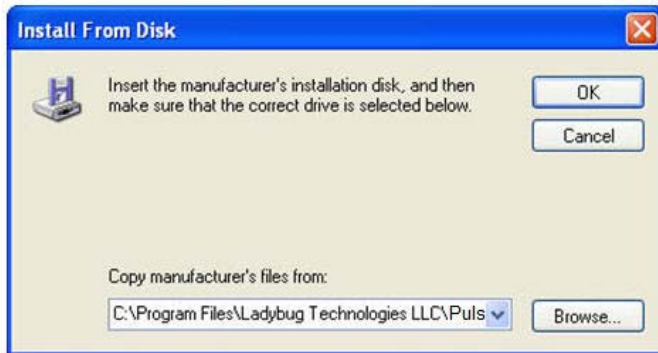 Install From Disk
Insert the manufacturer's installation disk, and then
make sure that the correct drive is selected below.
OK
Cancel
Copy manufacturer's files from:
C:\Program Files\Ladybug Technologies LLC\Puls
Browse...